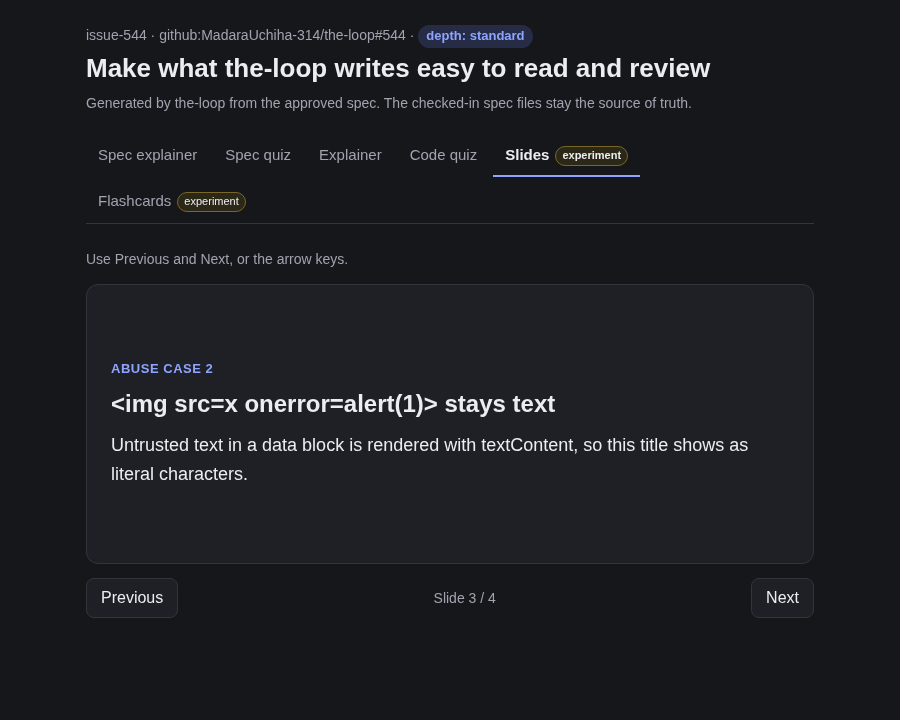 issue-544 · github:MadaraUchiha-314/the-loop#544 · depth: standard
Make what the-loop writes easy to read and review
Generated by the-loop from the approved spec. The checked-in spec files stay the source of truth.
Spec explainer Spec quiz Explainer Code quiz Slides experiment
Flashcards experiment
Use Previous and Next, or the arrow keys.
ABUSE CASE 2
<img src=x onerror=alert(1)> stays text
Untrusted text in a data block is rendered with textContent, so this title shows as
literal characters.
Previous Slide 3 / 4 Next